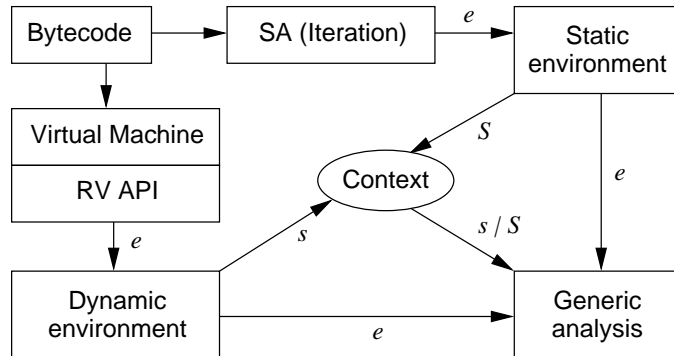 Bytecode
SA (Iteration)
e
Static
environment
Virtual Machine
RV API
S
Context
e
e
s
s / S
Dynamic
environment
e
Generic
analysis